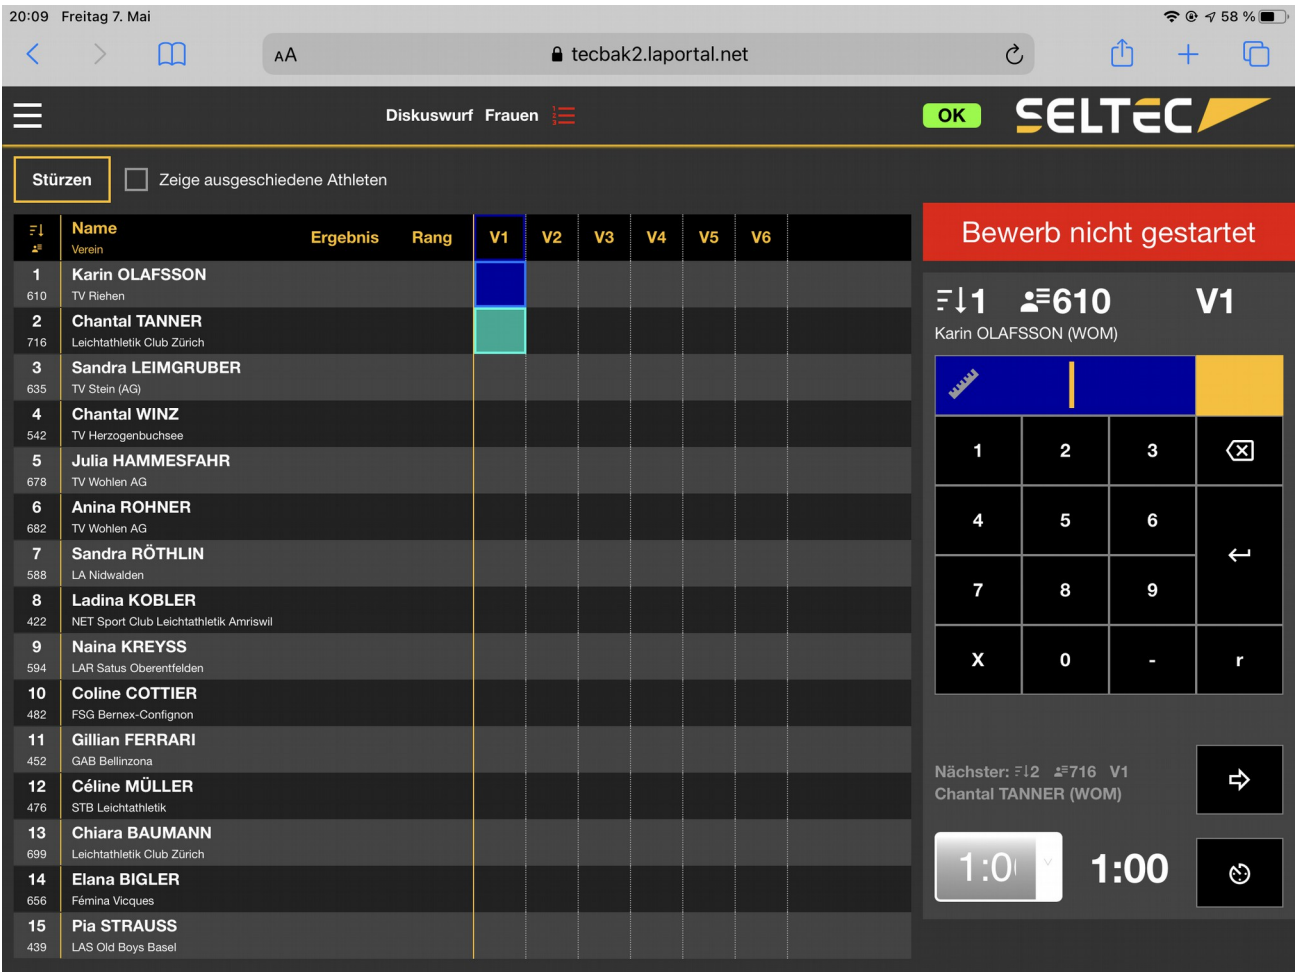 20:09 Freitag 7. Mai
58 %
AA
tecbak2.laportal.net
Diskuswurf Frauen
OK
SELTEC
Stürzen
Zeige ausgeschiedene Athleten
Name Ergebnis Rang V1 V2 V3 V4 V5 V6
Verein
1 Karin OLAFSSON
610 TV Riehen
2 Chantal TANNER
716 Leichtathletik Club Zürich
3 Sandra LEIMGRUBER
635 TV Stein (AG)
4 Chantal WINZ
542 TV Herzogenbuchsee
5 Julia HAMMESFAHR
678 TV Wohlen AG
6 Anina ROHNER
682 TV Wohlen AG
7 Sandra RÖTHLIN
588 LA Nidwalden
8 Ladina KOBLER
422 NET Sport Club Leichtathletik Amriswil
9 Naina KREYSS
594 LAR Satus Oberentfelden
10 Coline COTTIER
482 FSG Bernex-Confignon
11 Gillian FERRARI
452 GAB Bellinzona
12 Céline MÜLLER
476 STB Leichtathletik
13 Chiara BAUMANN
699 Leichtathletik Club Zürich
14 Elana BIGLER
656 Fémina Vicques
15 Pia STRAUSS
439 LAS Old Boys Basel
Bewerb nicht gestartet
1 610 V1
Karin OLAFSSON (WOM)
1 2 3
4 5 6
7 8 9
X 0 - r
Nächster: 2 716 V1
Chantal TANNER (WOM)
1:00